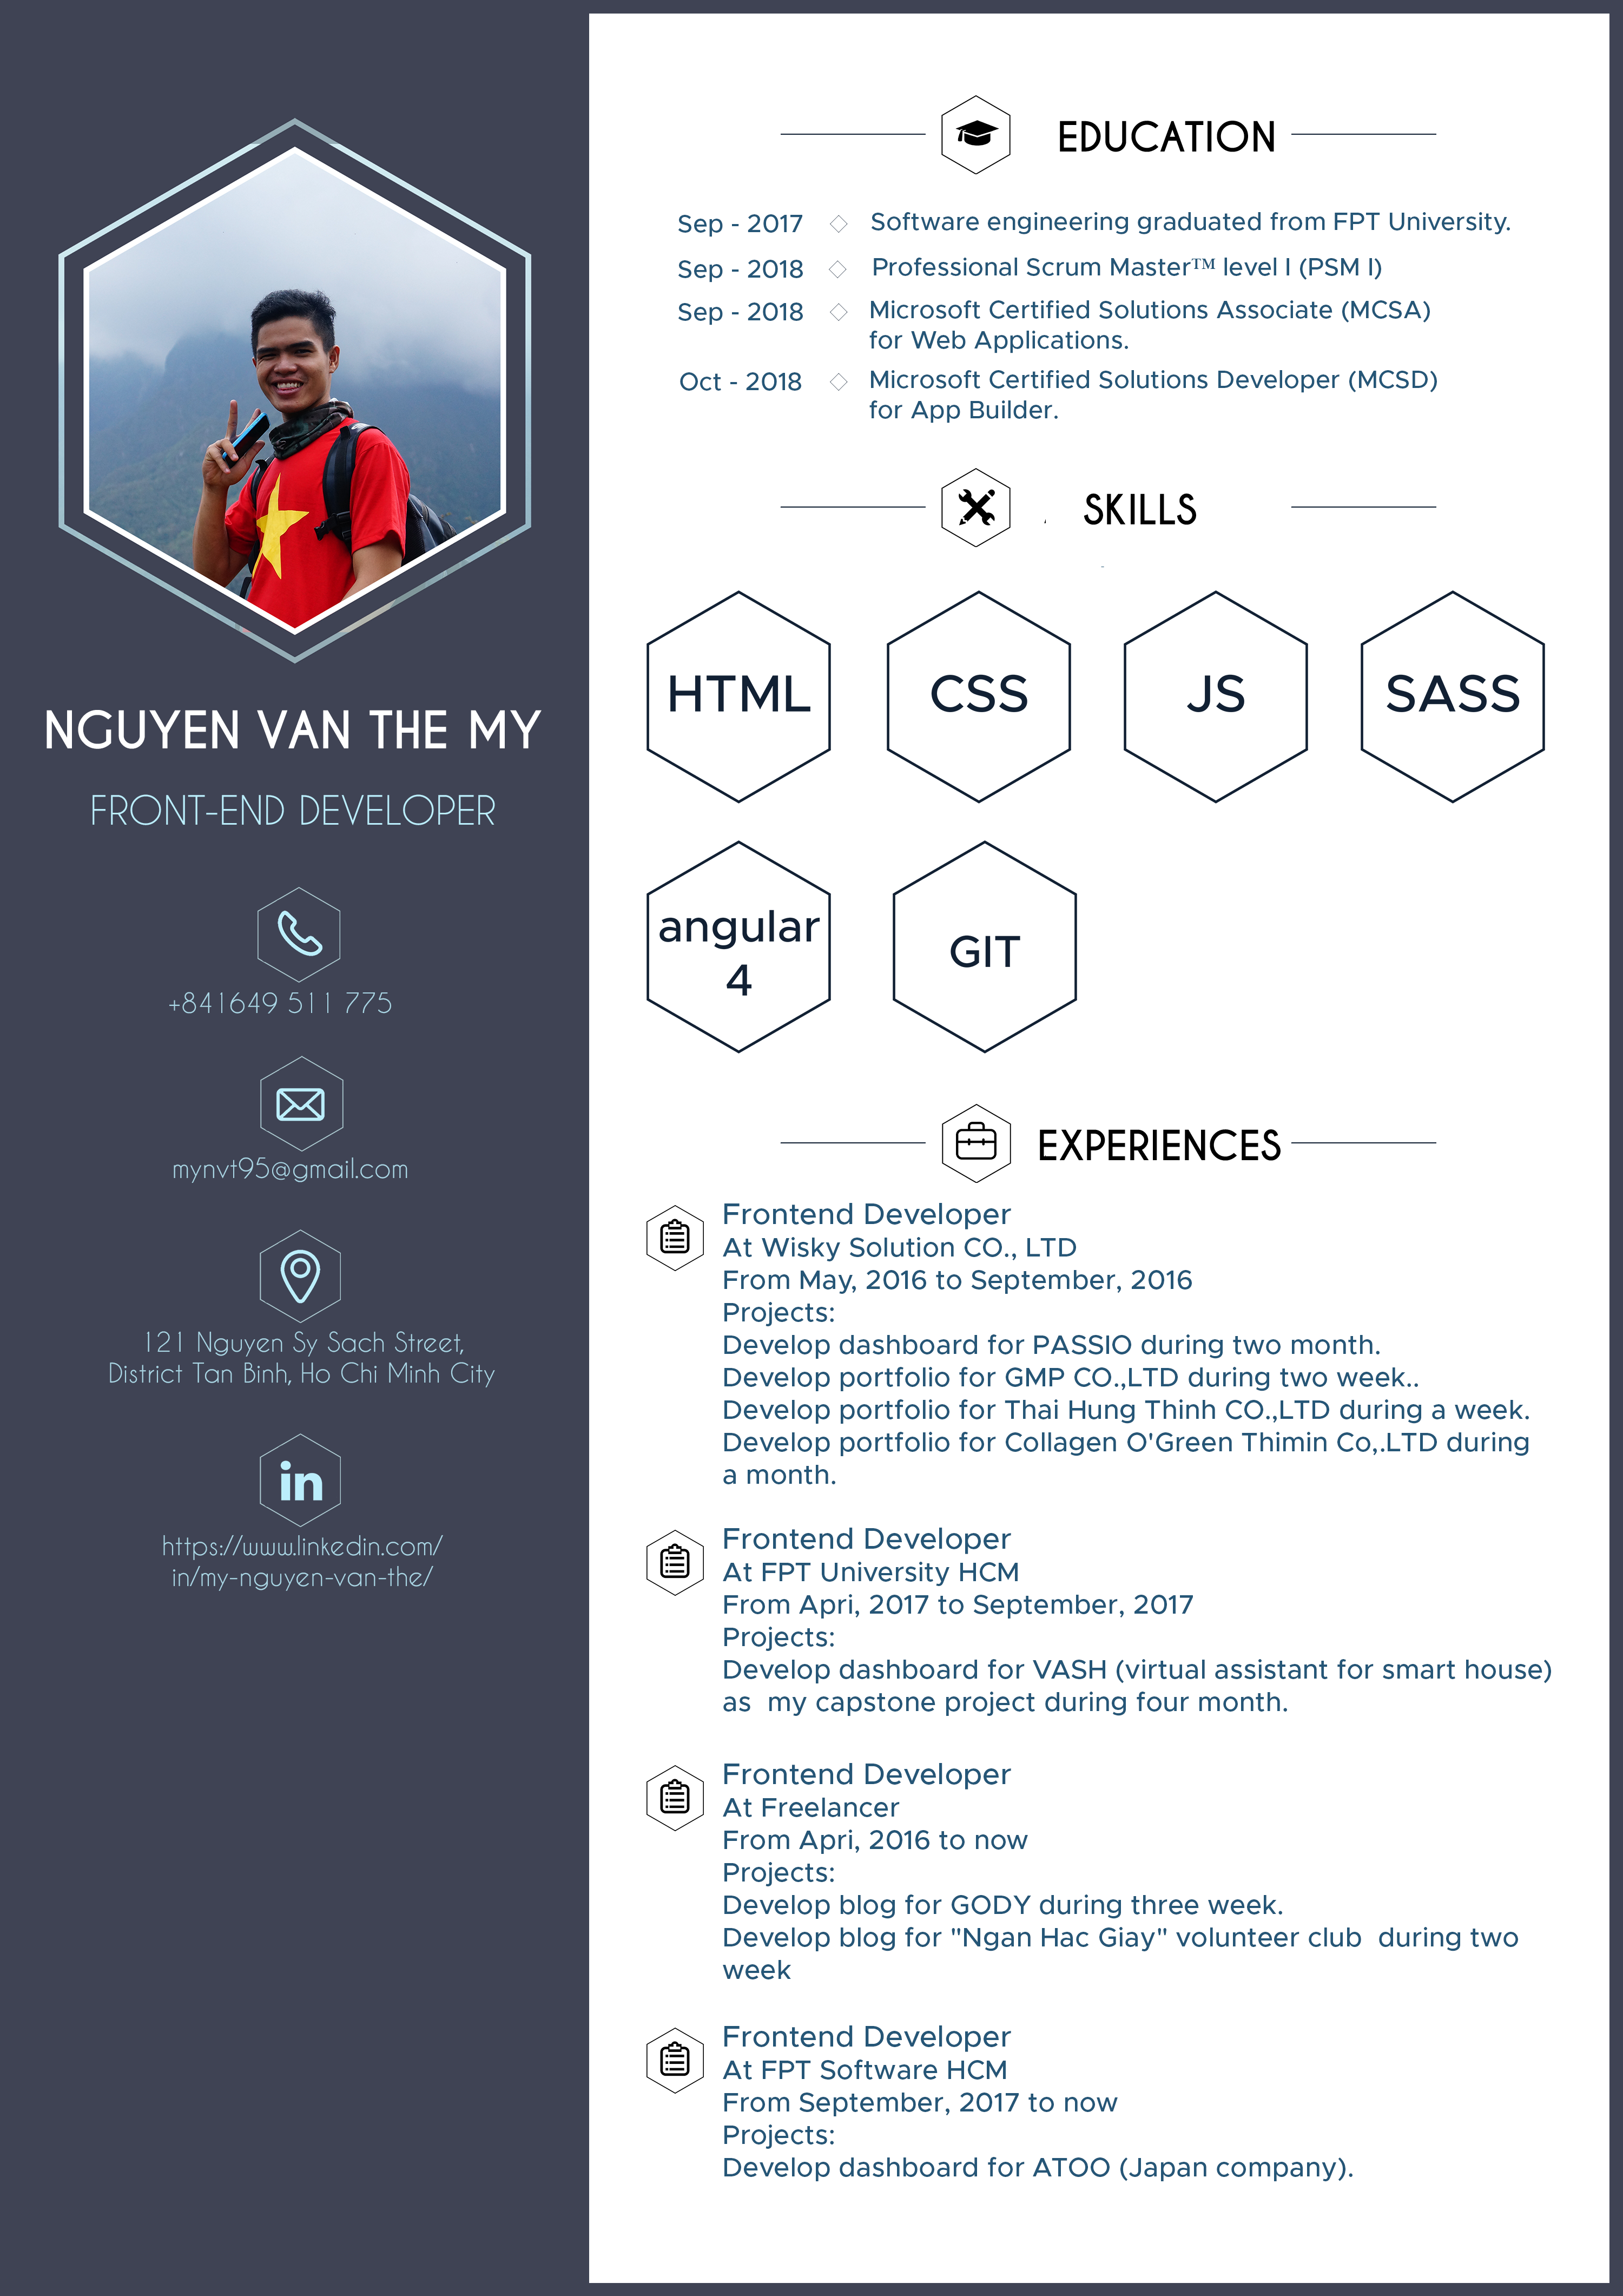 NGUYEN VAN THE MY
FRONT-END DEVELOPER
+841649 511 775
mynvt95@gmail.com
121 Nguyen Sy Sach Street,
District Tan Binh, Ho Chi Minh City
in
https://www.linkedin.com/
in/my-nguyen-van-the/
EDUCATION
Sep - 2017 Software engineering graduated from FPT University.
Sep - 2018 Professional Scrum Master™ level I (PSM I)
Sep - 2018 Microsoft Certified Solutions Associate (MCSA)
for Web Applications.
Oct - 2018 Microsoft Certified Solutions Developer (MCSD)
for App Builder.
SKILLS
HTML CSS JS SASS
angular
4
GIT
EXPERIENCES
Frontend Developer
At Wisky Solution CO., LTD
From May, 2016 to September, 2016
Projects:
Develop dashboard for PASSIO during two month.
Develop portfolio for GMP CO.,LTD during two week..
Develop portfolio for Thai Hung Thinh CO.,LTD during a week.
Develop portfolio for Collagen O'Green Thimin Co,.LTD during
a month.
Frontend Developer
At FPT University HCM
From Apri, 2017 to September, 2017
Projects:
Develop dashboard for VASH (virtual assistant for smart house)
as  my capstone project during four month.
Frontend Developer
At Freelancer
From Apri, 2016 to now
Projects:
Develop blog for GODY during three week.
Develop blog for "Ngan Hac Giay" volunteer club  during two
week
Frontend Developer
At FPT Software HCM
From September, 2017 to now
Projects:
Develop dashboard for ATOO (Japan company).